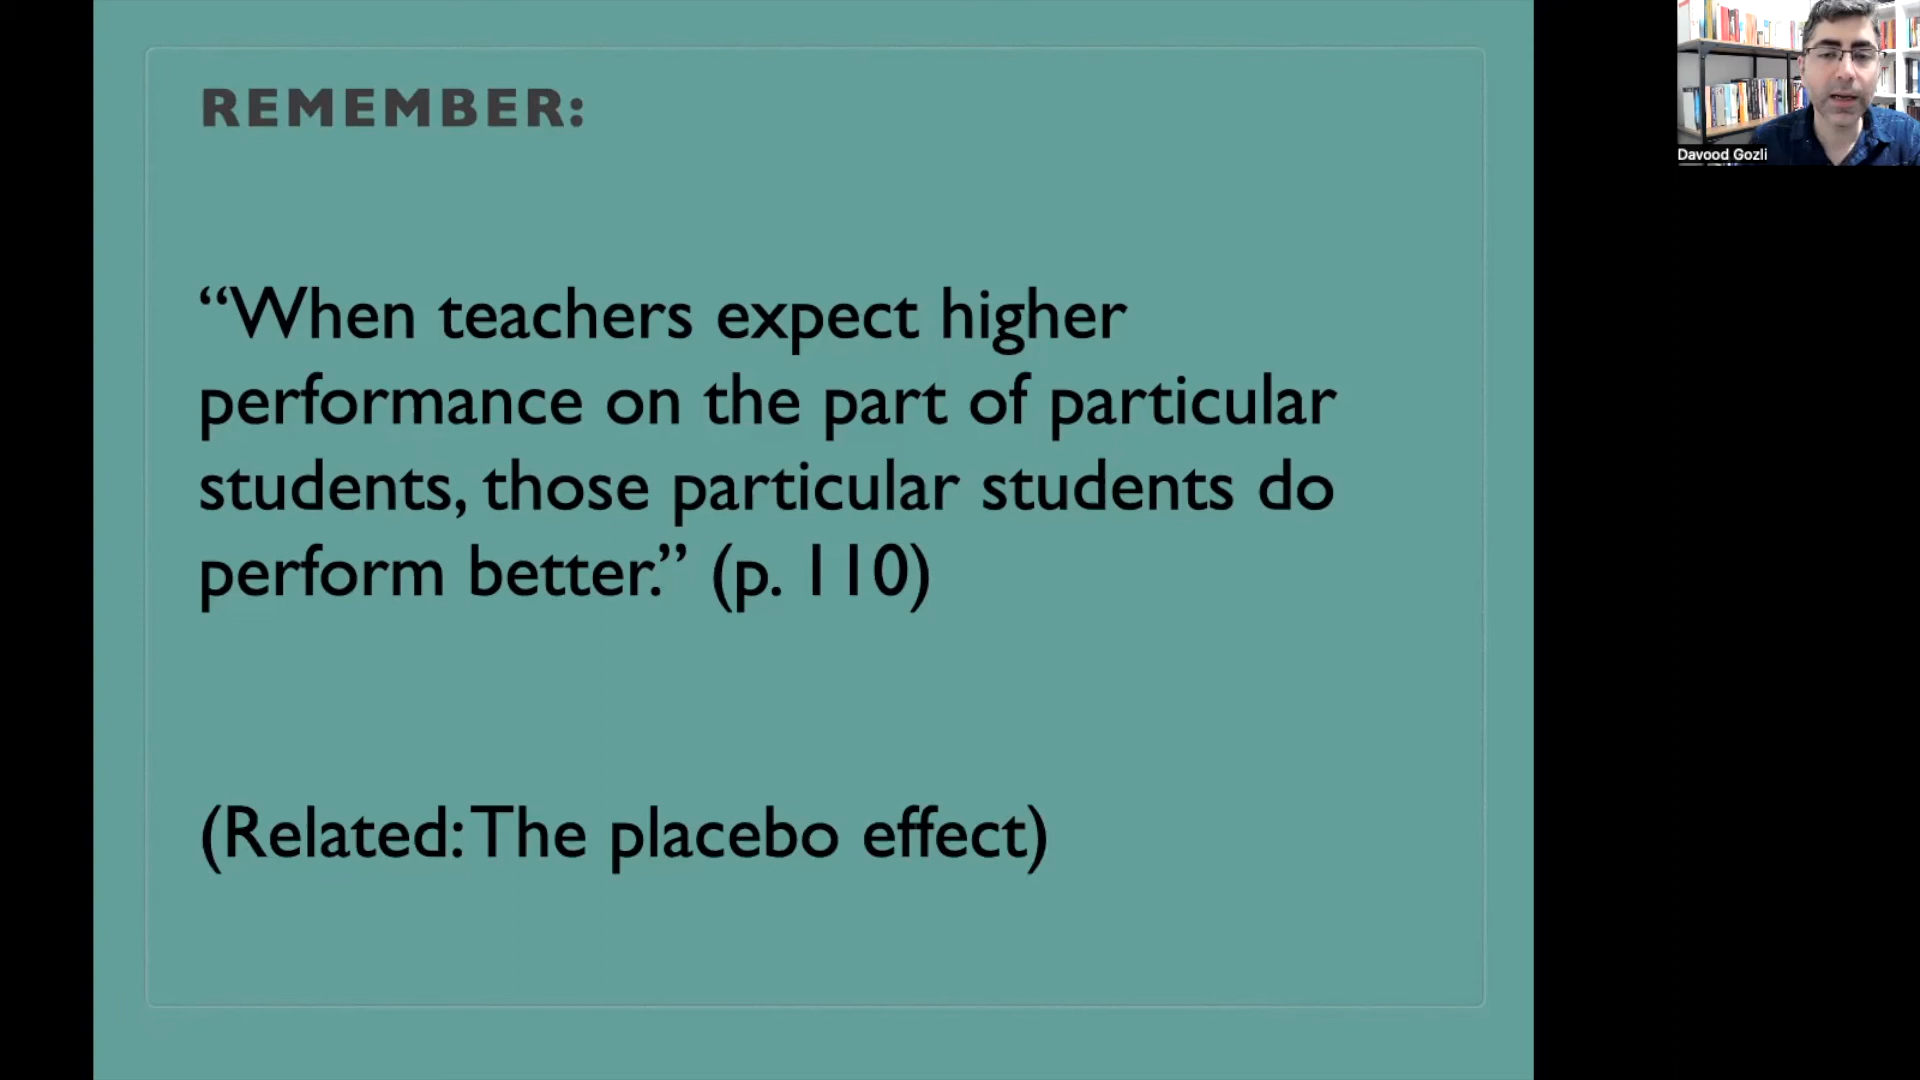 REMEMBER:
“When teachers expect higher
performance on the part of particular
students, those particular students do
perform better.” (p. 110)
(Related: The placebo effect)
Davood Gozli